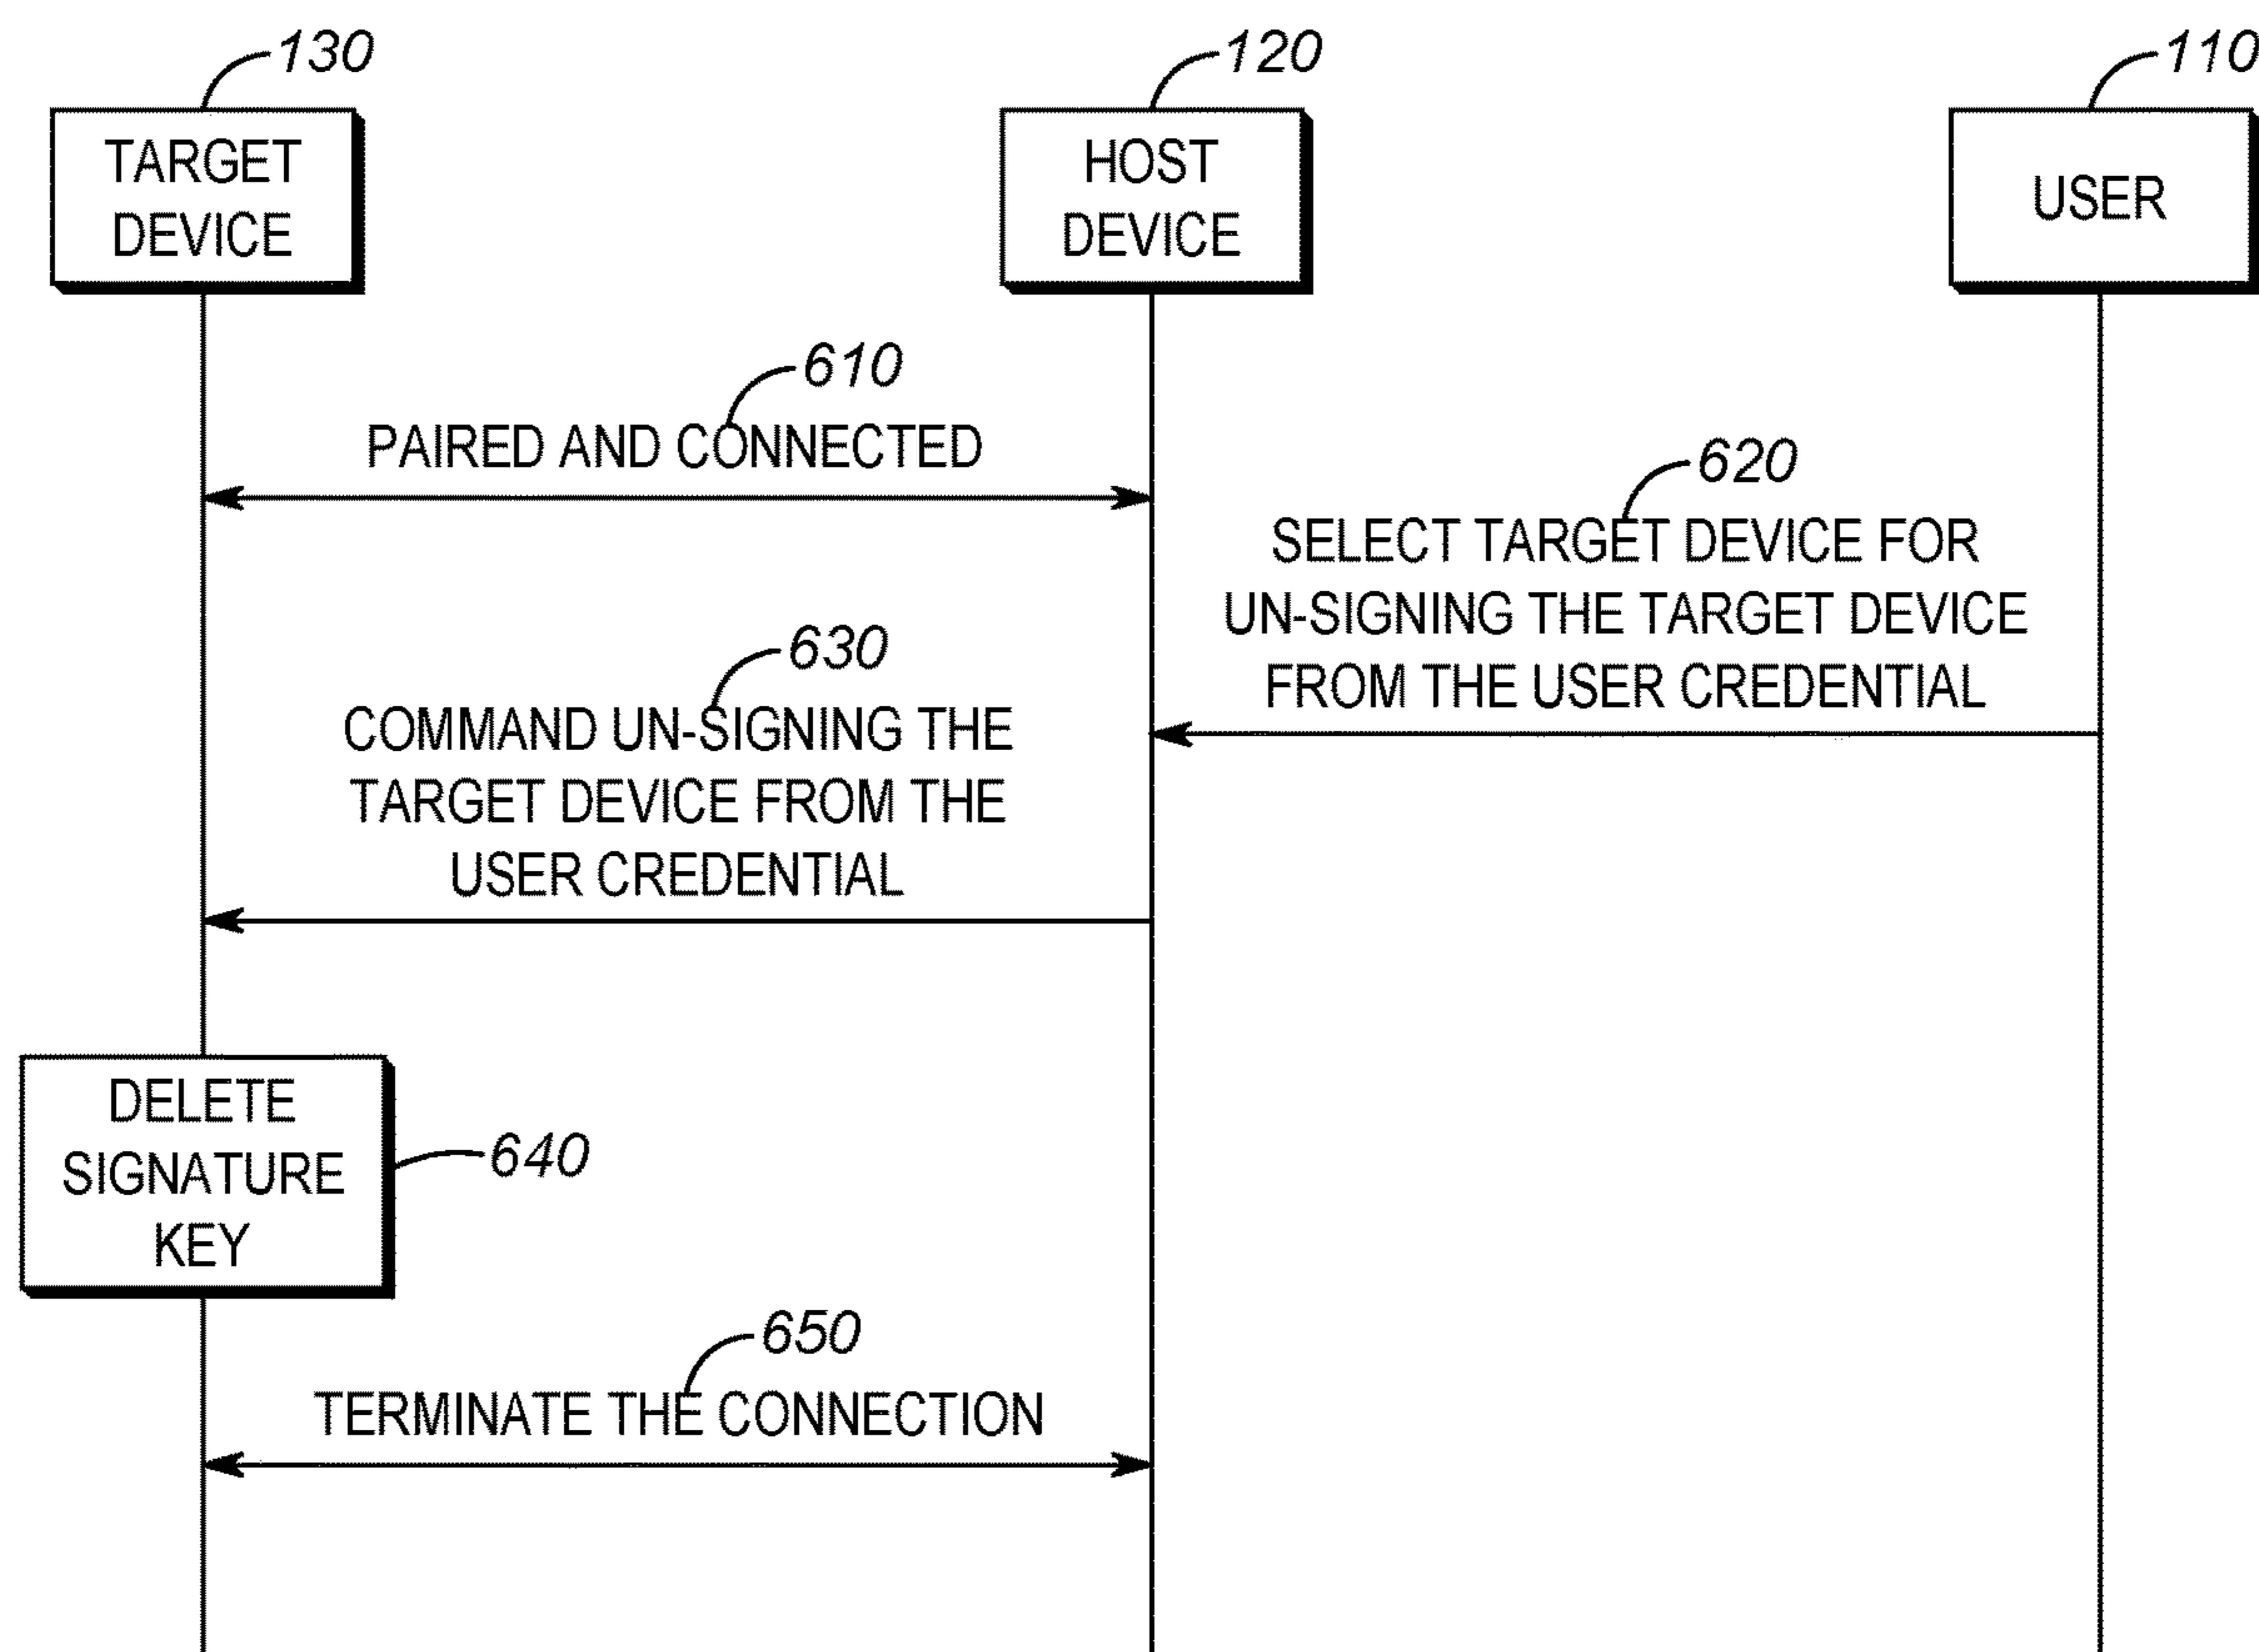 130
120
110
TARGET
DEVICE
HOST
DEVICE
USER
610
PAIRED AND CONNECTED
620
SELECT TARGET DEVICE FOR
UN-SIGNING THE TARGET DEVICE
FROM THE USER CREDENTIAL
630
COMMAND UN-SIGNING THE
TARGET DEVICE FROM THE
USER CREDENTIAL
DELETE
SIGNATURE
KEY
640
650
TERMINATE THE CONNECTION